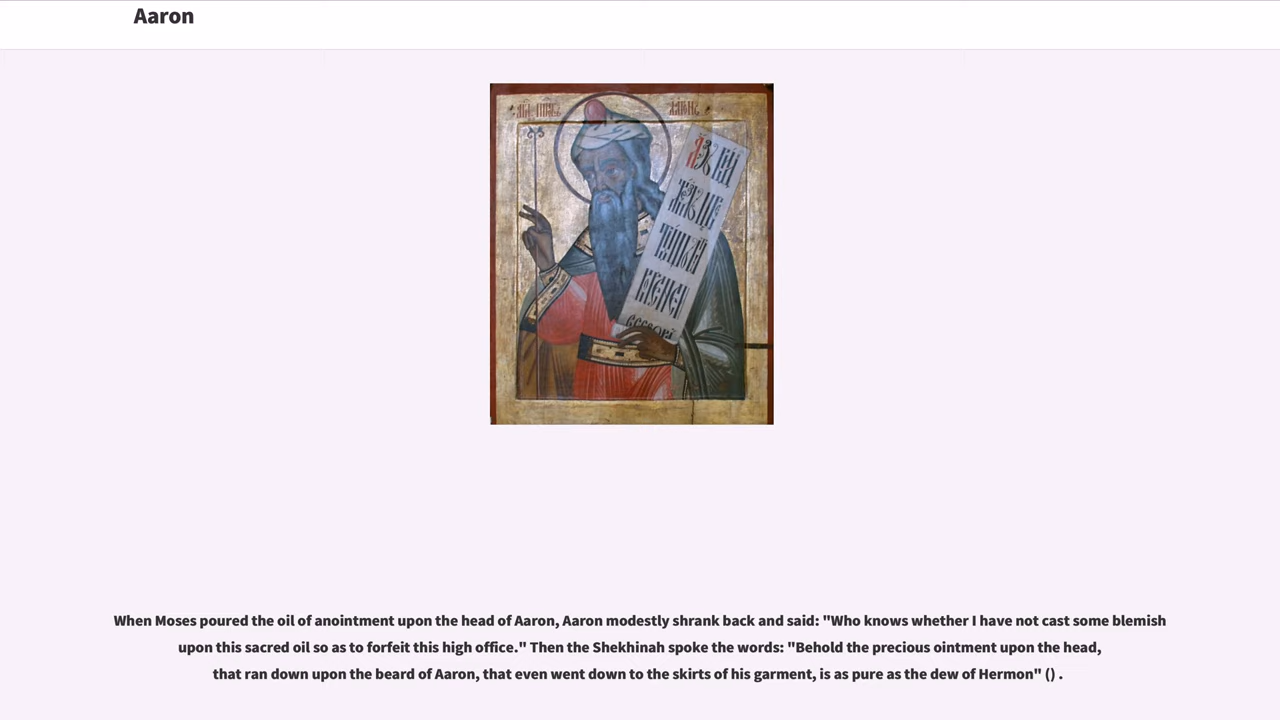 Aaron
When Moses poured the oil of anointment upon the head of Aaron, Aaron modestly shrank back and said: "Who knows whether I have not cast some blemish
upon this sacred oil so as to forfeit this high office." Then the Shekhinah spoke the words: "Behold the precious ointment upon the head,
that ran down upon the beard of Aaron, that even went down to the skirts of his garment, is as pure as the dew of Hermon" () .